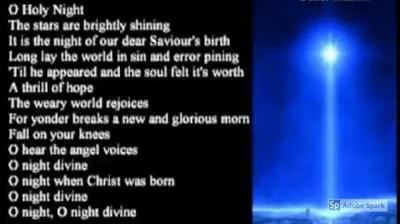 O Holy Night
The stars are brightly shining
It is the night of our dear Saviour's birth
Long lay the world in sin and error pining
'Til he appeared and the soul felt it's worth
A thrill of hope
The weary world rejoices
For yonder breaks a new and glorious morn
Fall on your knees
O hear the angel voices
O night divine
O night when Christ was born
O night divine
O night, O night divine
Sp Adobe Spark